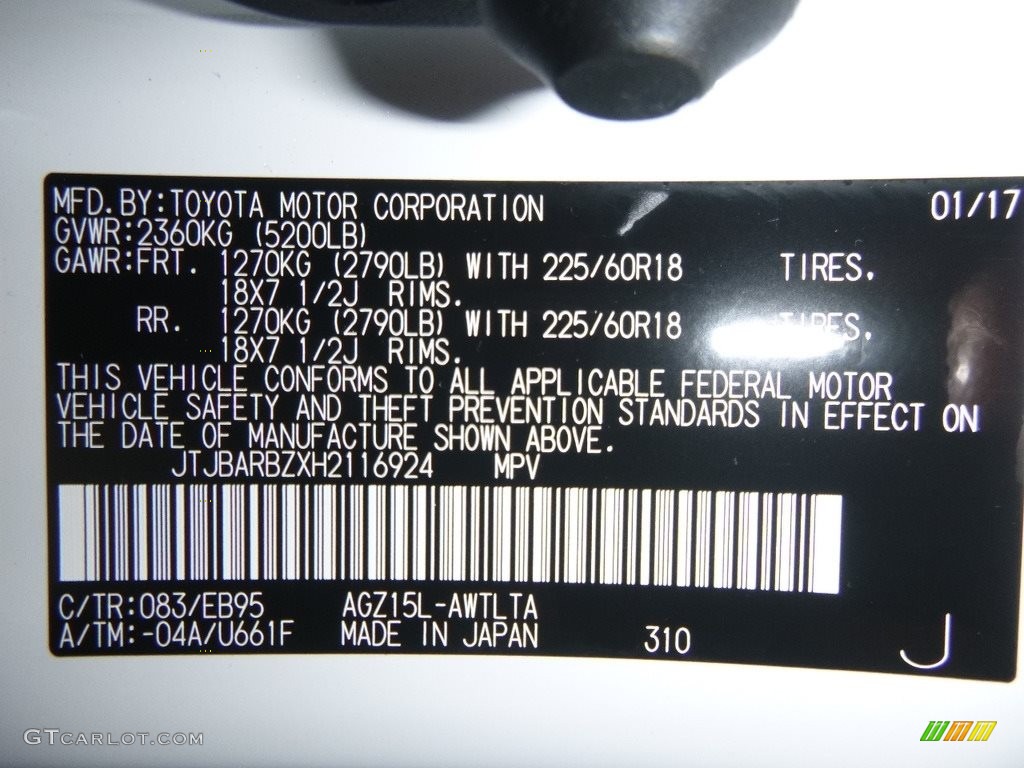 MFD. BY: TOYOTA MOTOR CORPORATION 01/17
GVWR: 2360KG (5200LB)
GAWR: FRT. 1270KG (2790LB) WITH 225/60R18 TIRES.
18X7 1/2J RIMS.
RR. 1270KG (2790LB) WITH 225/60R18 TIRES.
18X7 1/2J RIMS.
THIS VEHICLE CONFORMS TO ALL APPLICABLE FEDERAL MOTOR
VEHICLE SAFETY AND THEFT PREVENTION STANDARDS IN EFFECT ON
THE DATE OF MANUFACTURE SHOWN ABOVE.
JTJBARBZXH2116924 MPV
C/TR: 083/EB95 AGZ15L-AWTLTA
A/TM: -04A/U661F MADE IN JAPAN 310 J
GTCARLOT.COM